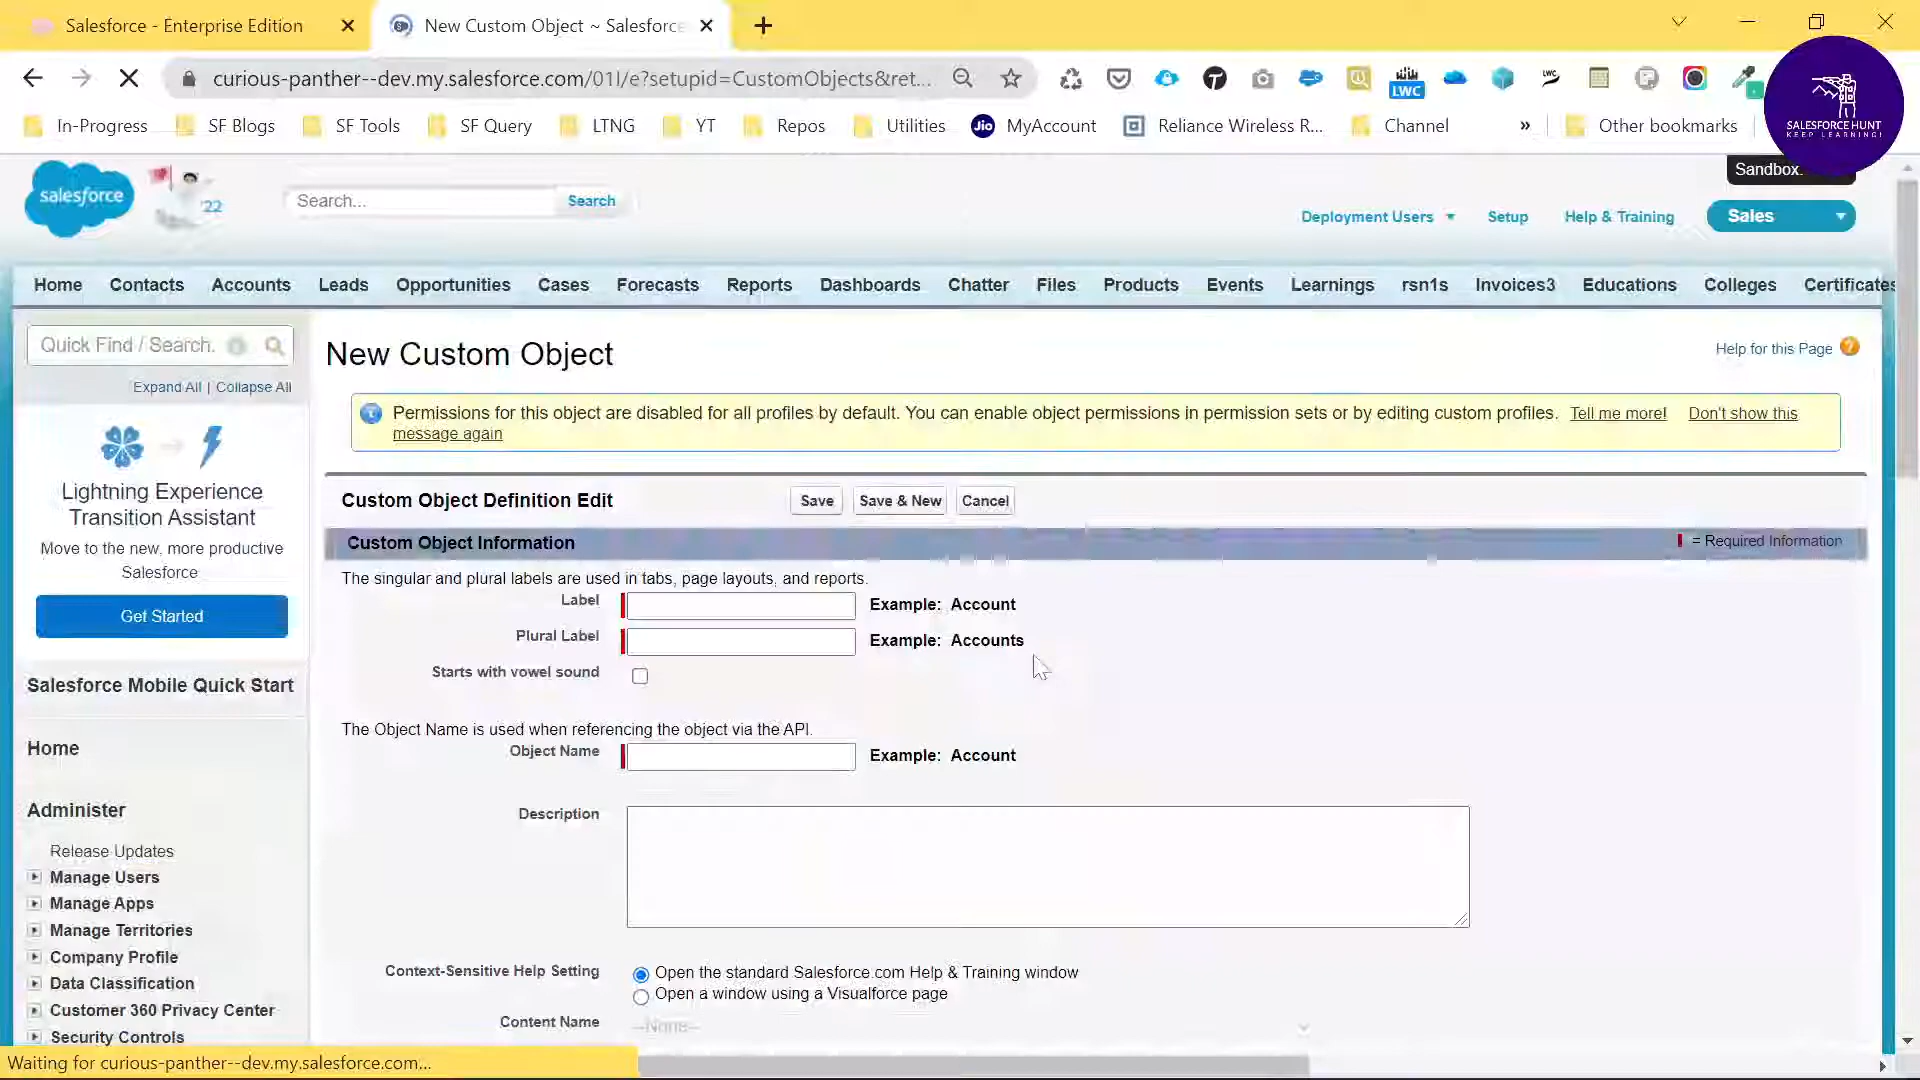 Salesforce - Enterprise Edition
New Custom Object ~ Salesforce
curious-panther--dev.my.salesforce.com/01I/e?setupid=CustomObjects&ret...
LWC
LWC
In-Progress
SF Blogs
SF Tools
SF Query
LTNG
YT
Repos
Utilities
Jio
MyAccount
Reliance Wireless R...
Channel
»
Other bookmarks
SALESFORCE HUNT
KEEP LEARNING!
salesforce
'22
Search...
Search
Sandbox:
Deployment Users
Setup
Help & Training
Sales
Home
Contacts
Accounts
Leads
Opportunities
Cases
Forecasts
Reports
Dashboards
Chatter
Files
Products
Events
Learnings
rsn1s
Invoices3
Educations
Colleges
Certificates
Quick Find / Search.
Expand All | Collapse All
Lightning Experience
Transition Assistant
Move to the new, more productive
Salesforce
Get Started
Salesforce Mobile Quick Start
Home
Administer
Release Updates
Manage Users
Manage Apps
Manage Territories
Company Profile
Data Classification
Customer 360 Privacy Center
Security Controls
New Custom Object
Help for this Page
Permissions for this object are disabled for all profiles by default. You can enable object permissions in permission sets or by editing custom profiles. Tell me more! Don't show this
message again
Custom Object Definition Edit
Save
Save & New
Cancel
Custom Object Information
= Required Information
The singular and plural labels are used in tabs, page layouts, and reports.
Label
Example: Account
Plural Label
Example: Accounts
Starts with vowel sound
The Object Name is used when referencing the object via the API.
Object Name
Example: Account
Description
Context-Sensitive Help Setting
Open the standard Salesforce.com Help & Training window
Open a window using a Visualforce page
Content Name
--None--
Waiting for curious-panther--dev.my.salesforce.com...